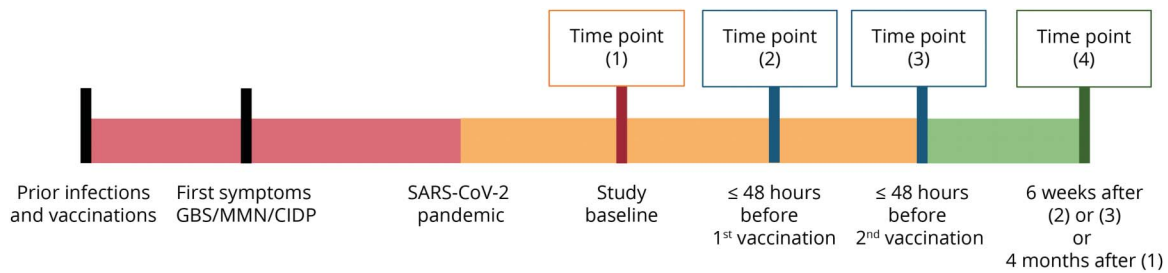 Time point
(1)
Time point
(2)
Time point
(3)
Time point
(4)
Prior infections
and vaccinations
First symptoms
GBS/MMN/CIDP
SARS-CoV-2
pandemic
Study
baseline
≤ 48 hours
before
1st vaccination
≤ 48 hours
before
2nd vaccination
6 weeks after
(2) or (3)
or
4 months after (1)